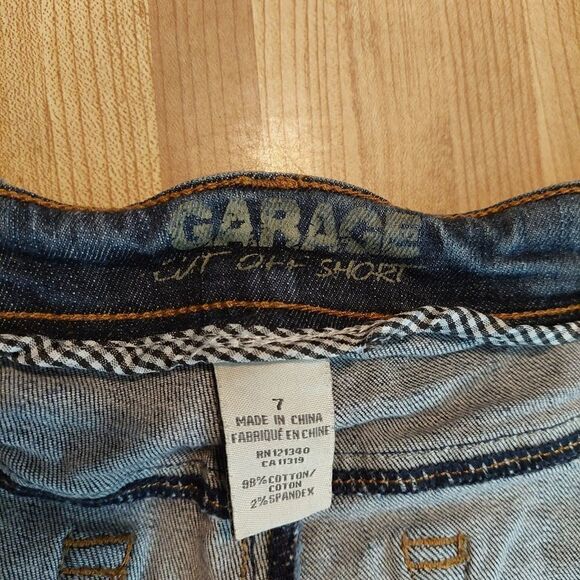 GARAGE
CUT OFF SHORT
7
MADE IN CHINA
FABRIQUÉ EN CHINE
RN 121340
CA 11319
98% COTTON/
COTON
2% SPANDEX